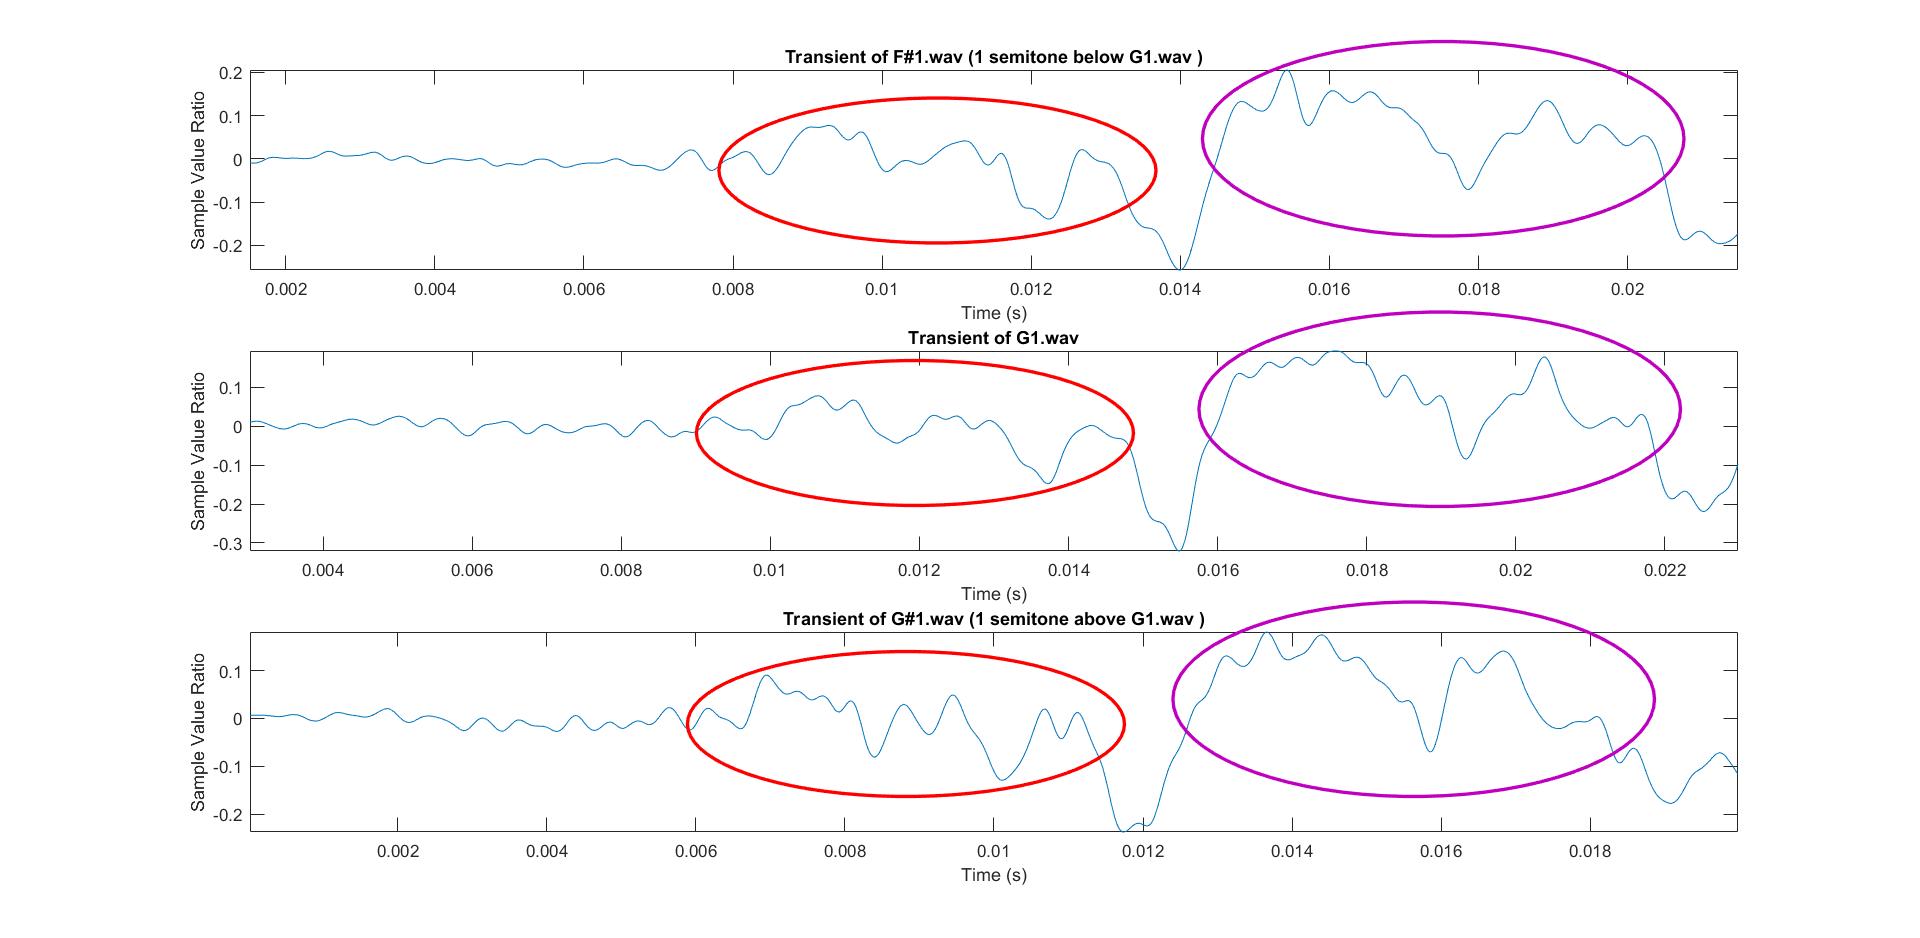 Transient of F#1.wav (1 semitone below G1.wav )
Sample Value Ratio
0.2
0.1
0
-0.1
-0.2
0.002 0.004 0.006 0.008 0.01 0.012 0.014 0.016 0.018 0.02
Time (s)
Transient of G1.wav
Sample Value Ratio
0.1
0
-0.1
-0.2
-0.3
0.004 0.006 0.008 0.01 0.012 0.014 0.016 0.018 0.02 0.022
Time (s)
Transient of G#1.wav (1 semitone above G1.wav )
Sample Value Ratio
0.1
0
-0.1
-0.2
0.002 0.004 0.006 0.008 0.01 0.012 0.014 0.016 0.018
Time (s)